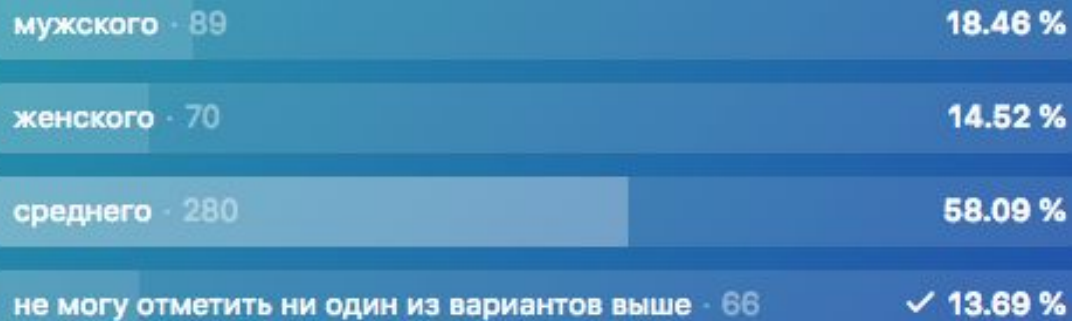 мужского · 89 18.46 %
женского · 70 14.52 %
среднего · 280 58.09 %
не могу отметить ни один из вариантов выше · 66 13.69 %